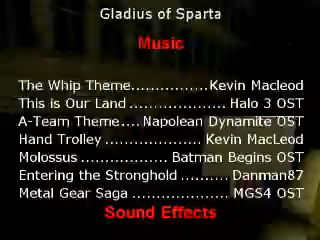 Gladius of Sparta
Music
The Whip Theme...............Kevin Macleod
This is Our Land .................... Halo 3 OST
A-Team Theme.... Napolean Dynamite OST
Hand Trolley .................... Kevin MacLeod
Molossus .................. Batman Begins OST
Entering the Stronghold .......... Danman87
Metal Gear Saga .................... MGS4 OST
Sound Effects